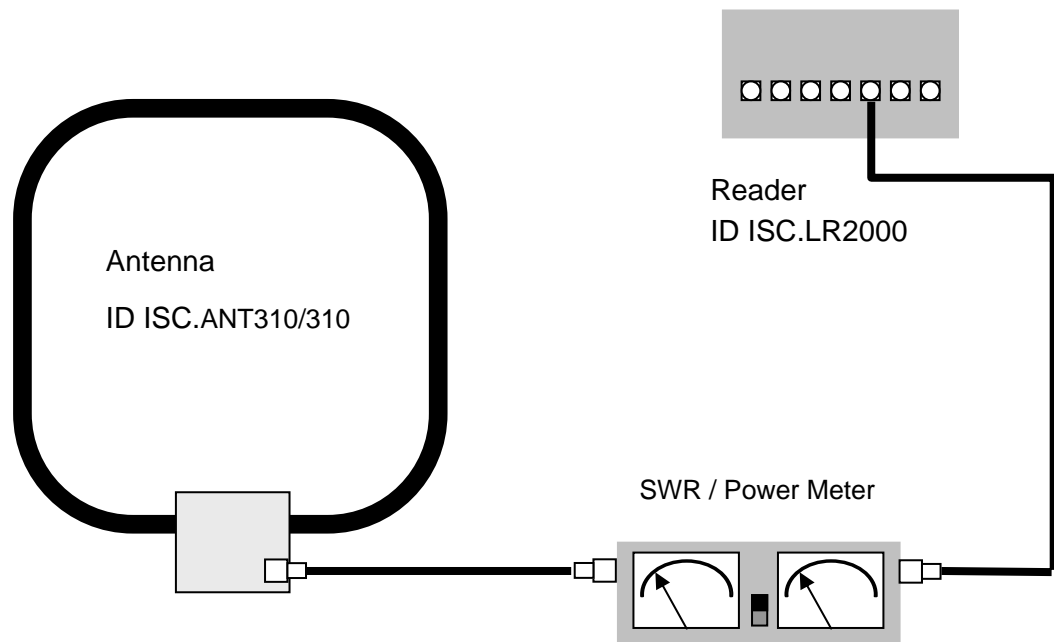 Reader
ID ISC.LR2000
Antenna
ID ISC.ANT310/310
SWR / Power Meter